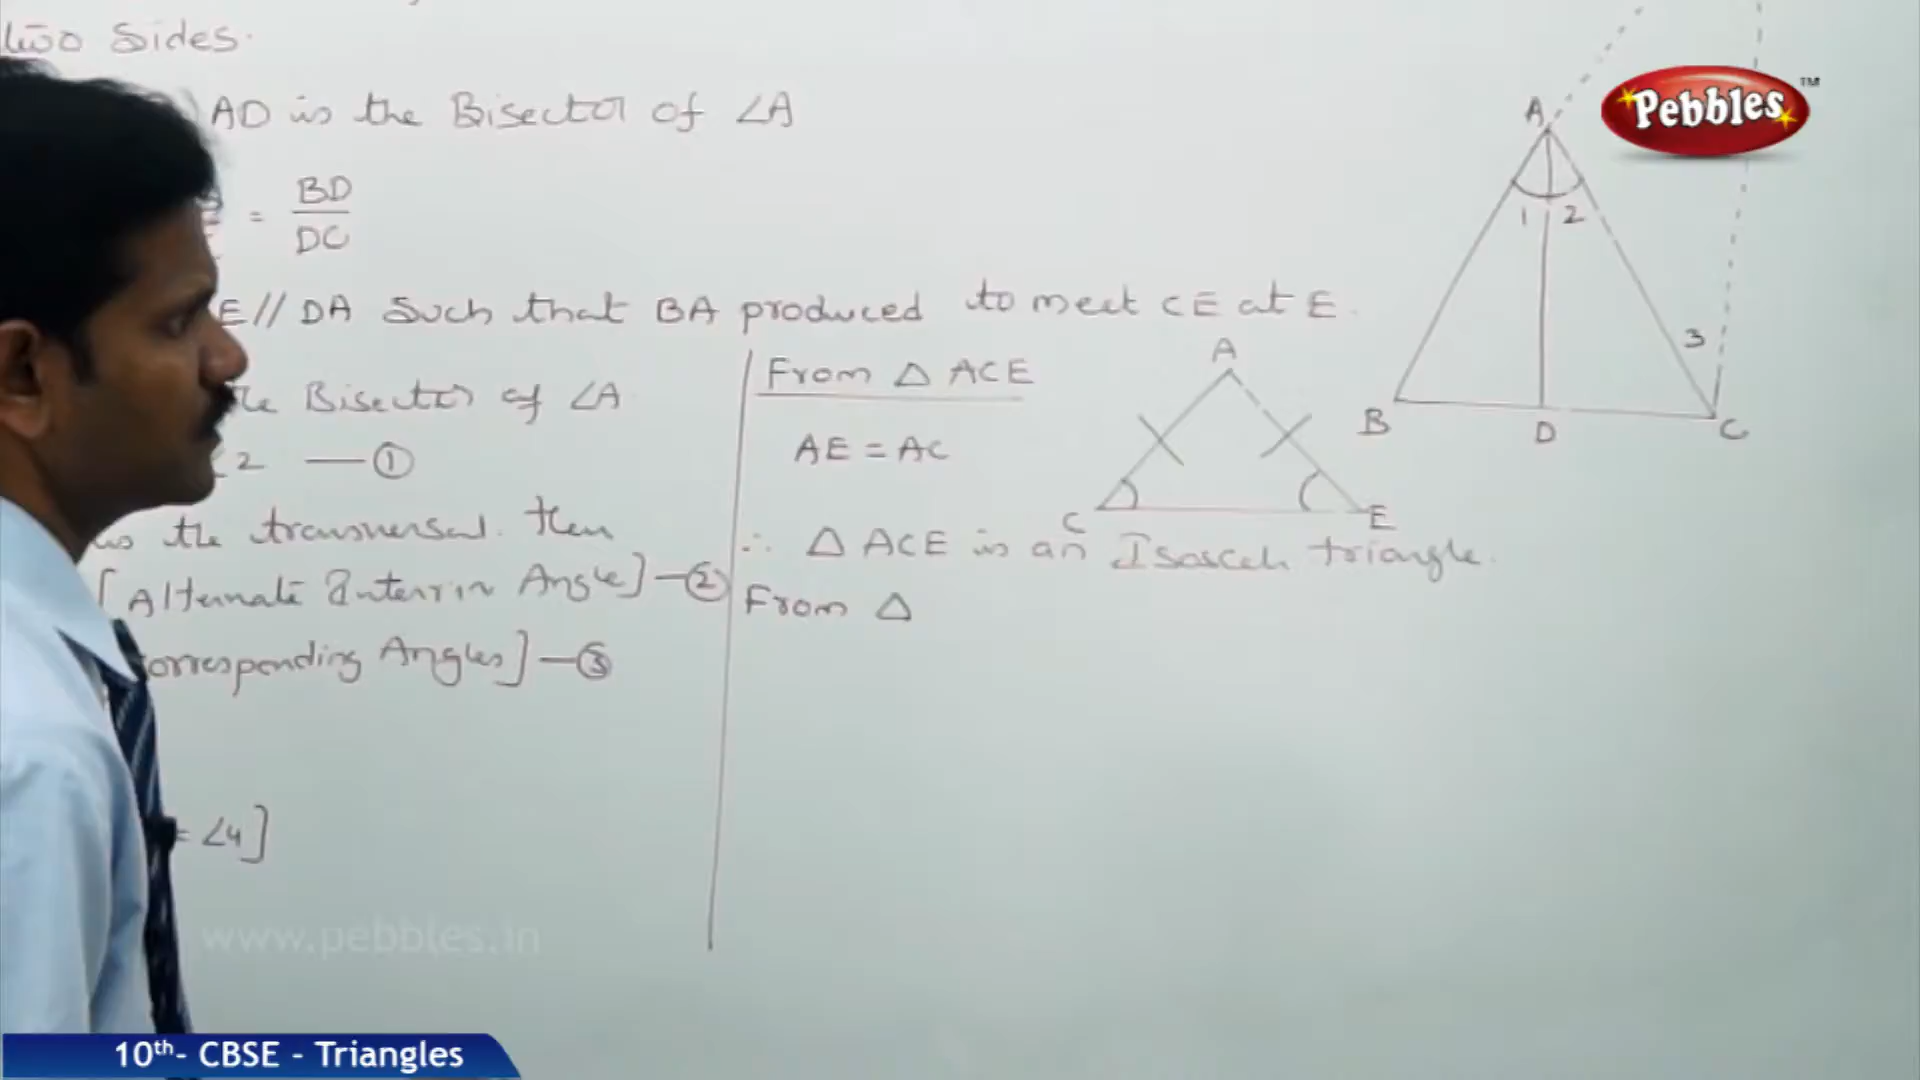 two Sides.
AD is the Bisector of ∠A
= BD
DC
E // DA Such that BA produced to meet CE at E.
the Bisector of ∠A
∠2 — ①
is the transversal. then
[Alternate Interior Angle] — ②
corresponding Angles] — ③
= ∠4]
From △ ACE
AE = AC
∴ △ ACE is an Isosceles triangle.
From △
A
C
E
A
1 2
3
B
D
C
Pebbles™
www.pebbles.in
10th- CBSE - Triangles